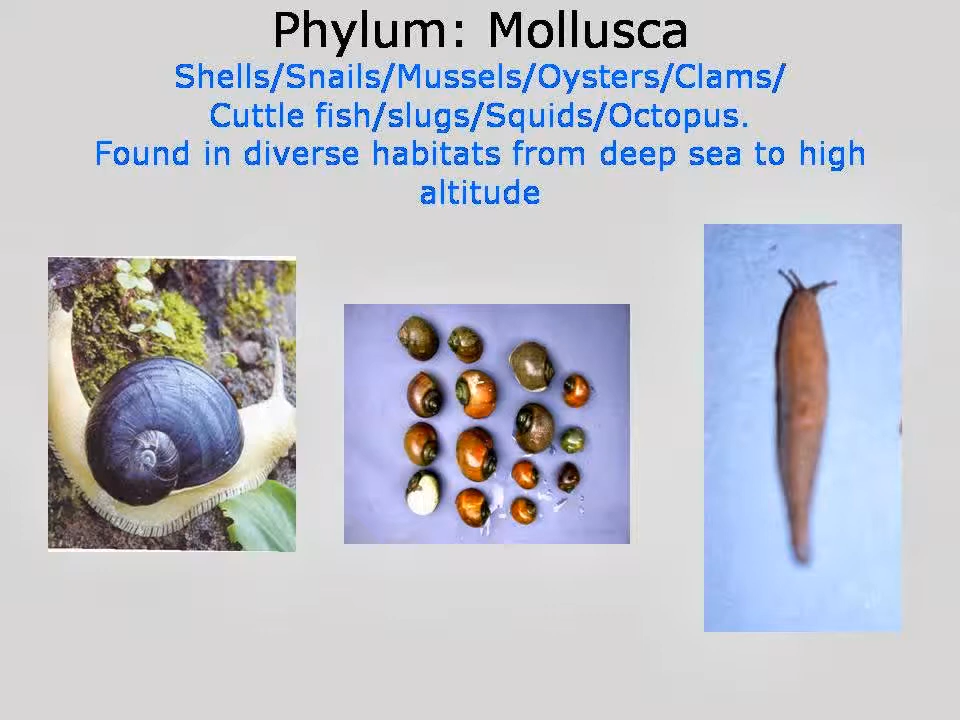 Phylum: Mollusca
Shells/Snails/Mussels/Oysters/Clams/
Cuttle fish/slugs/Squids/Octopus.
Found in diverse habitats from deep sea to high
altitude